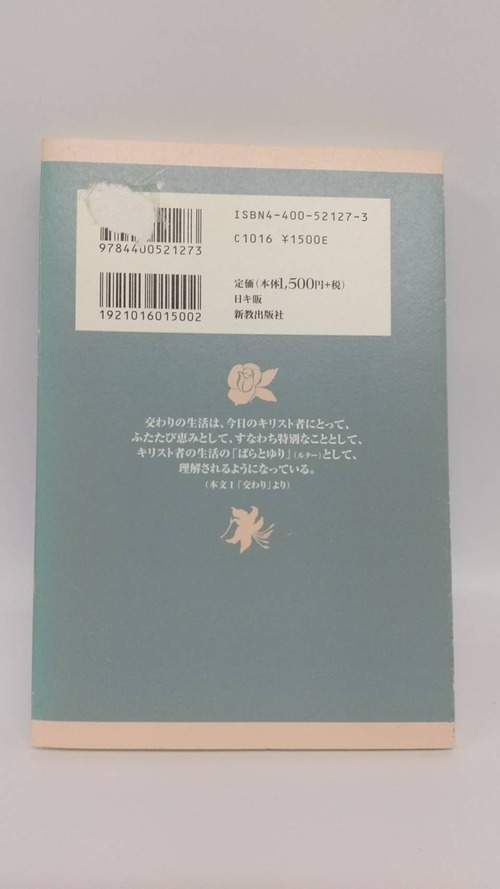 ISBN4-400-52127-3
C1016 ¥1500E
9784400521273
定価(本体1,500円+税)
日キ販
新教出版社
1921016015002
交わりの生活は、今日のキリスト者にとって、
ふたたび恵みとして、すなわち特別なこととして、
キリスト者の生活の「ばらとゆり」(ルター)として、
理解されるようになっている。
(本文I「交わり」より)